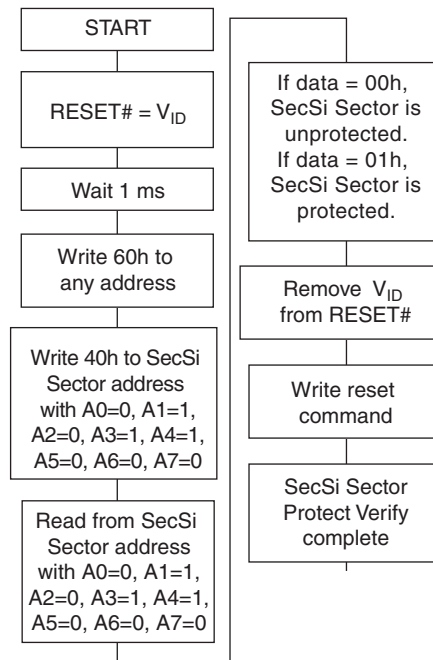 START
RESET# = VID
Wait 1 ms
Write 60h to
any address
Write 40h to SecSi
Sector address
with A0=0, A1=1,
A2=0, A3=1, A4=1,
A5=0, A6=0, A7=0
Read from SecSi
Sector address
with A0=0, A1=1,
A2=0, A3=1, A4=1,
A5=0, A6=0, A7=0
If data = 00h,
SecSi Sector is
unprotected.
If data = 01h,
SecSi Sector is
protected.
Remove VID
from RESET#
Write reset
command
SecSi Sector
Protect Verify
complete